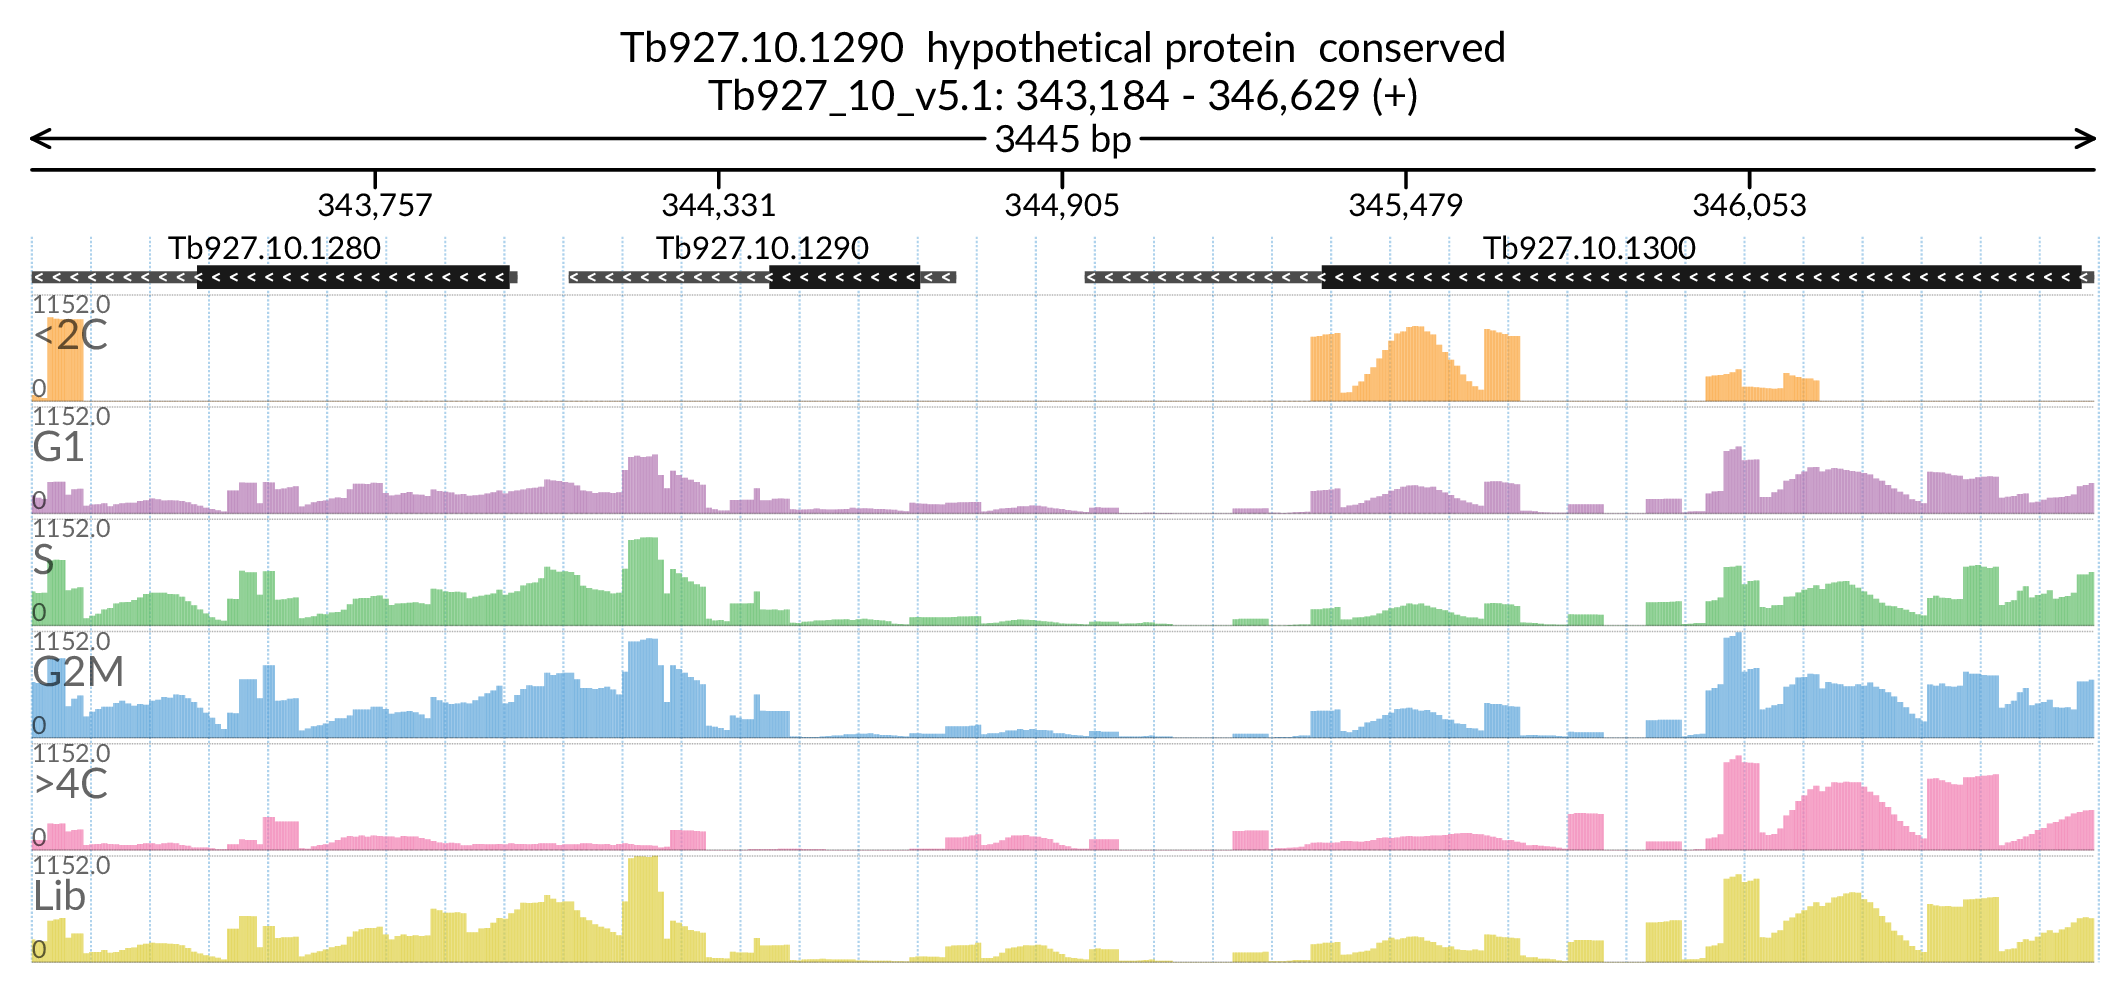 Tb927.10.1290  hypothetical protein  conserved
Tb927_10_v5.1: 343,184 - 346,629 (+)
3445 bp
343,757 344,331 344,905 345,479 346,053
Tb927.10.1280 Tb927.10.1290 Tb927.10.1300
1152.0
<2C
0
1152.0
G1
0
1152.0
S
0
1152.0
G2M
0
1152.0
>4C
0
1152.0
Lib
0